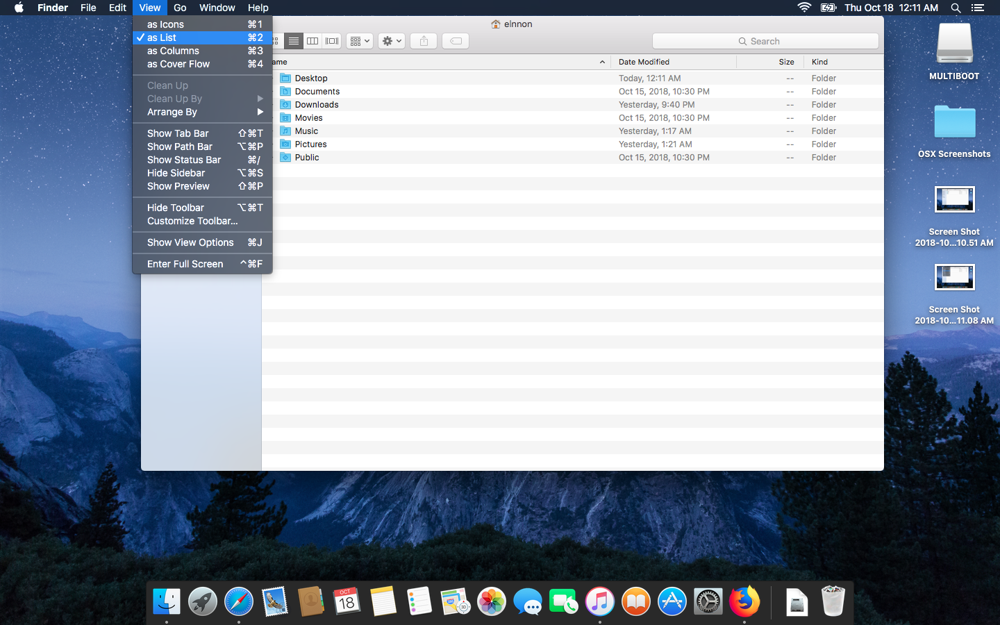 Finder File Edit View Go Window Help Thu Oct 18 12:11 AM
elnnon
as Icons ⌘1
✓ as List ⌘2
as Columns ⌘3
as Cover Flow ⌘4
Clean Up
Clean Up By
Arrange By
Show Tab Bar ⇧⌘T
Show Path Bar ⌥⌘P
Show Status Bar ⌘/
Hide Sidebar ⌥⌘S
Show Preview ⇧⌘P
Hide Toolbar ⌥⌘T
Customize Toolbar...
Show View Options ⌘J
Enter Full Screen ^⌘F
Search
ame Date Modified Size Kind
Desktop Today, 12:11 AM -- Folder
Documents Oct 15, 2018, 10:30 PM -- Folder
Downloads Yesterday, 9:40 PM -- Folder
Movies Oct 15, 2018, 10:30 PM -- Folder
Music Yesterday, 1:17 AM -- Folder
Pictures Yesterday, 1:21 AM -- Folder
Public Oct 15, 2018, 10:30 PM -- Folder
MULTIBOOT
OSX Screenshots
Screen Shot
2018-10...10.51 AM
Screen Shot
2018-10...11.08 AM
OCT
18
3D